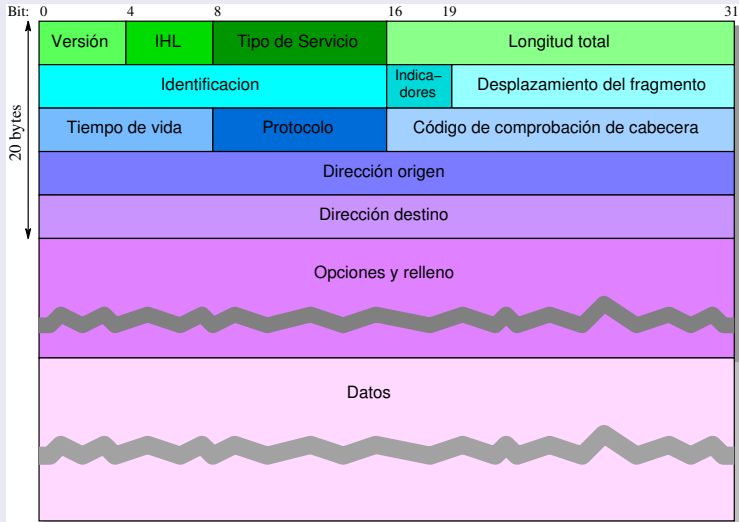 Bit: 0 4 8 16 19 31
Versión IHL Tipo de Servicio Longitud total
Identificacion Indica- Desplazamiento del fragmento
dores
Tiempo de vida Protocolo Código de comprobación de cabecera
20 bytes
Dirección origen
Dirección destino
Opciones y relleno
Datos